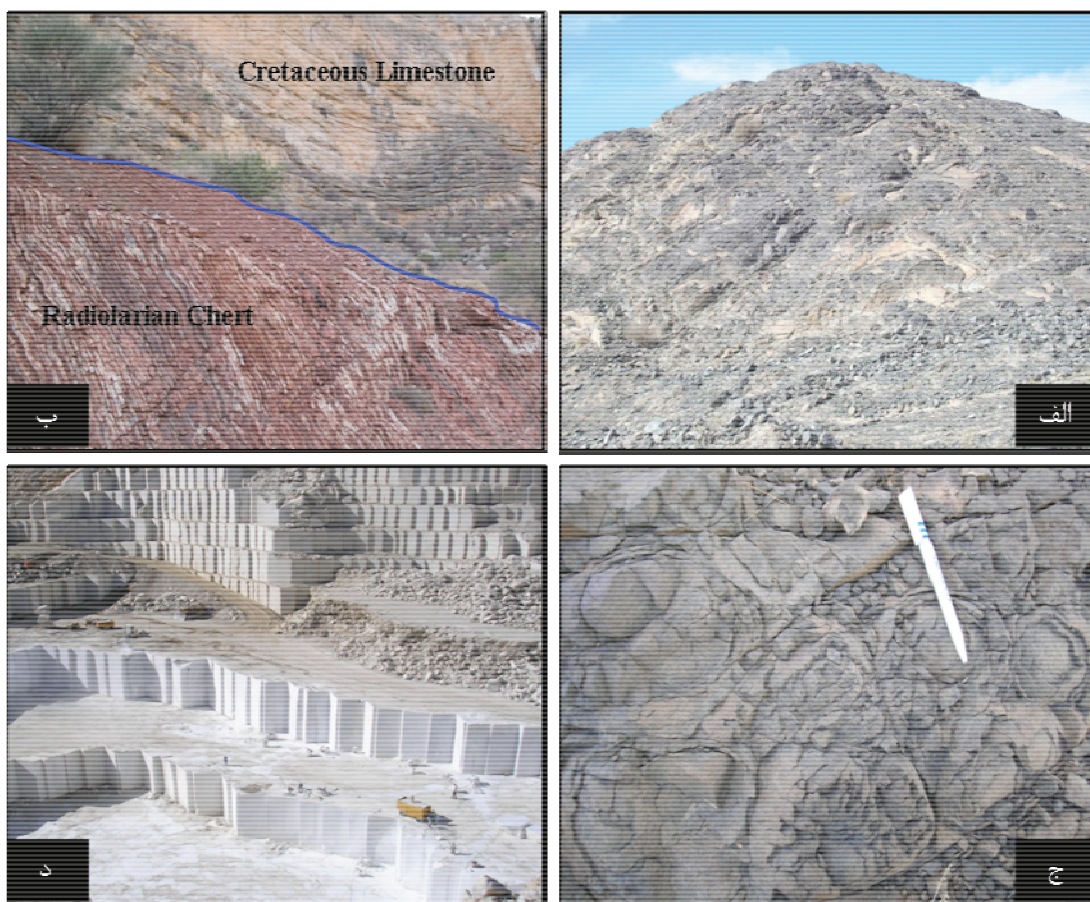 الف
Cretaceous Limestone
Radiolarian Chert
ب
ج
د